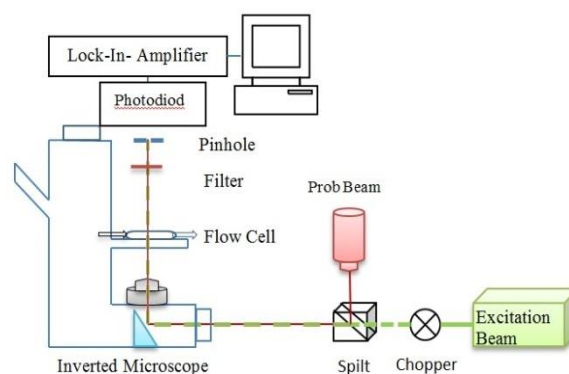 Lock-In- Amplifier
Photodiod
Pinhole
Filter
Prob Beam
Flow Cell
Excitation
Beam
Inverted Microscope
Spilt
Chopper